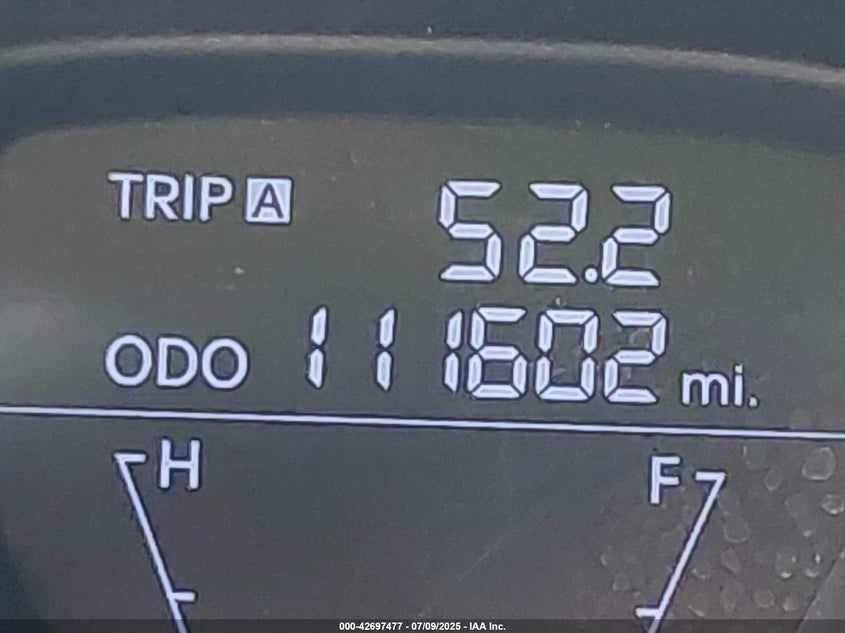 TRIP A 52.2
ODO 111602 mi.
H F
000-42697477 - 07/09/2025 - IAA Inc.